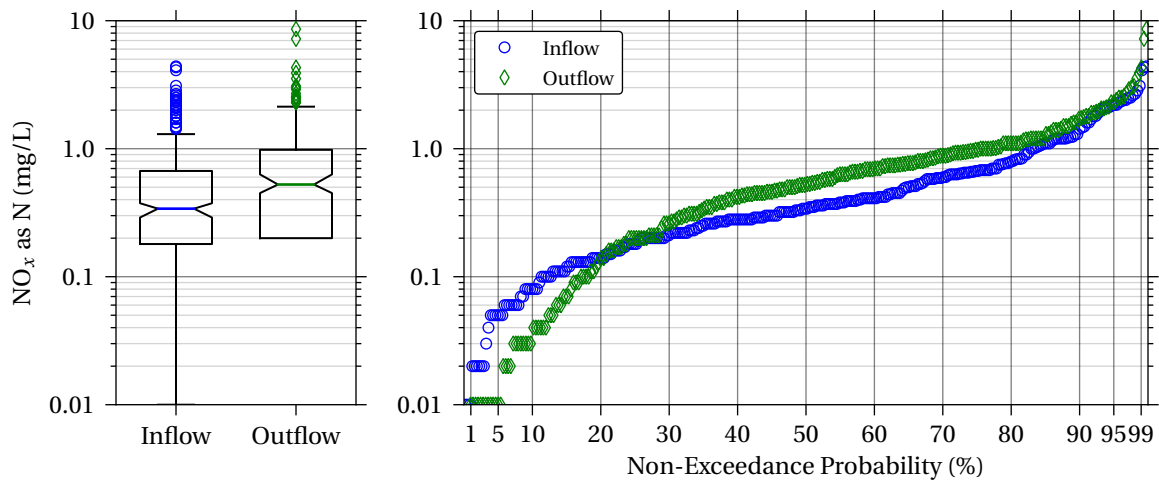 NOx as N (mg/L)
10
1.0
0.1
0.01
Inflow Outflow
10
1.0
0.1
0.01
Inflow
Outflow
1 5 10 20 30 40 50 60 70 80 90 95 99
Non-Exceedance Probability (%)